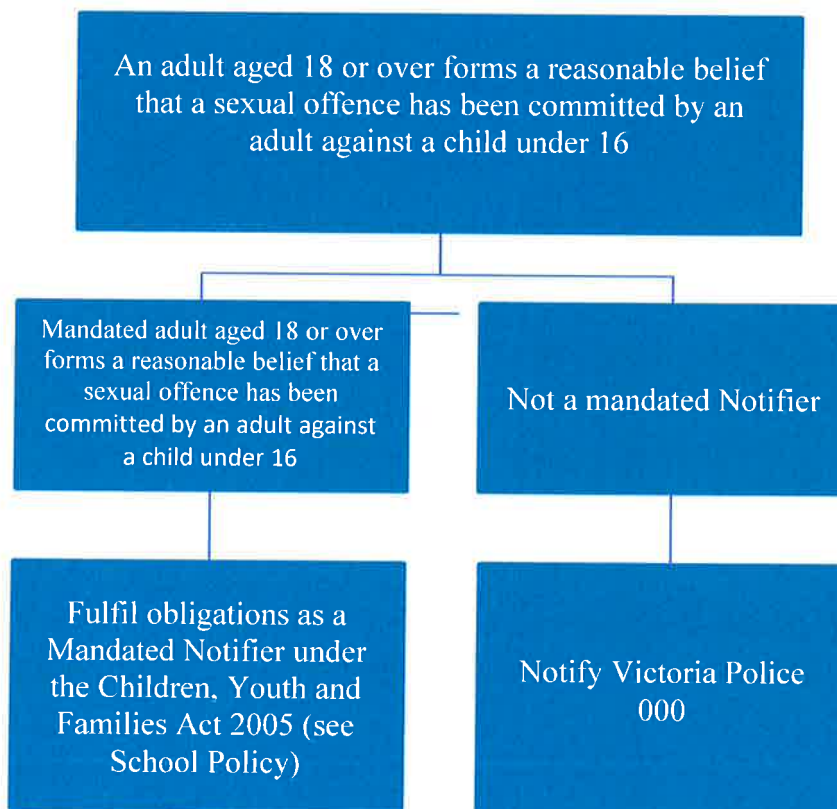 An adult aged 18 or over forms a reasonable belief
that a sexual offence has been committed by an
adult against a child under 16
Mandated adult aged 18 or over
forms a reasonable belief that a
sexual offence has been
committed by an adult against
a child under 16
Not a mandated Notifier
Fulfil obligations as a
Mandated Notifier under
the Children, Youth and
Families Act 2005 (see
School Policy)
Notify Victoria Police
000